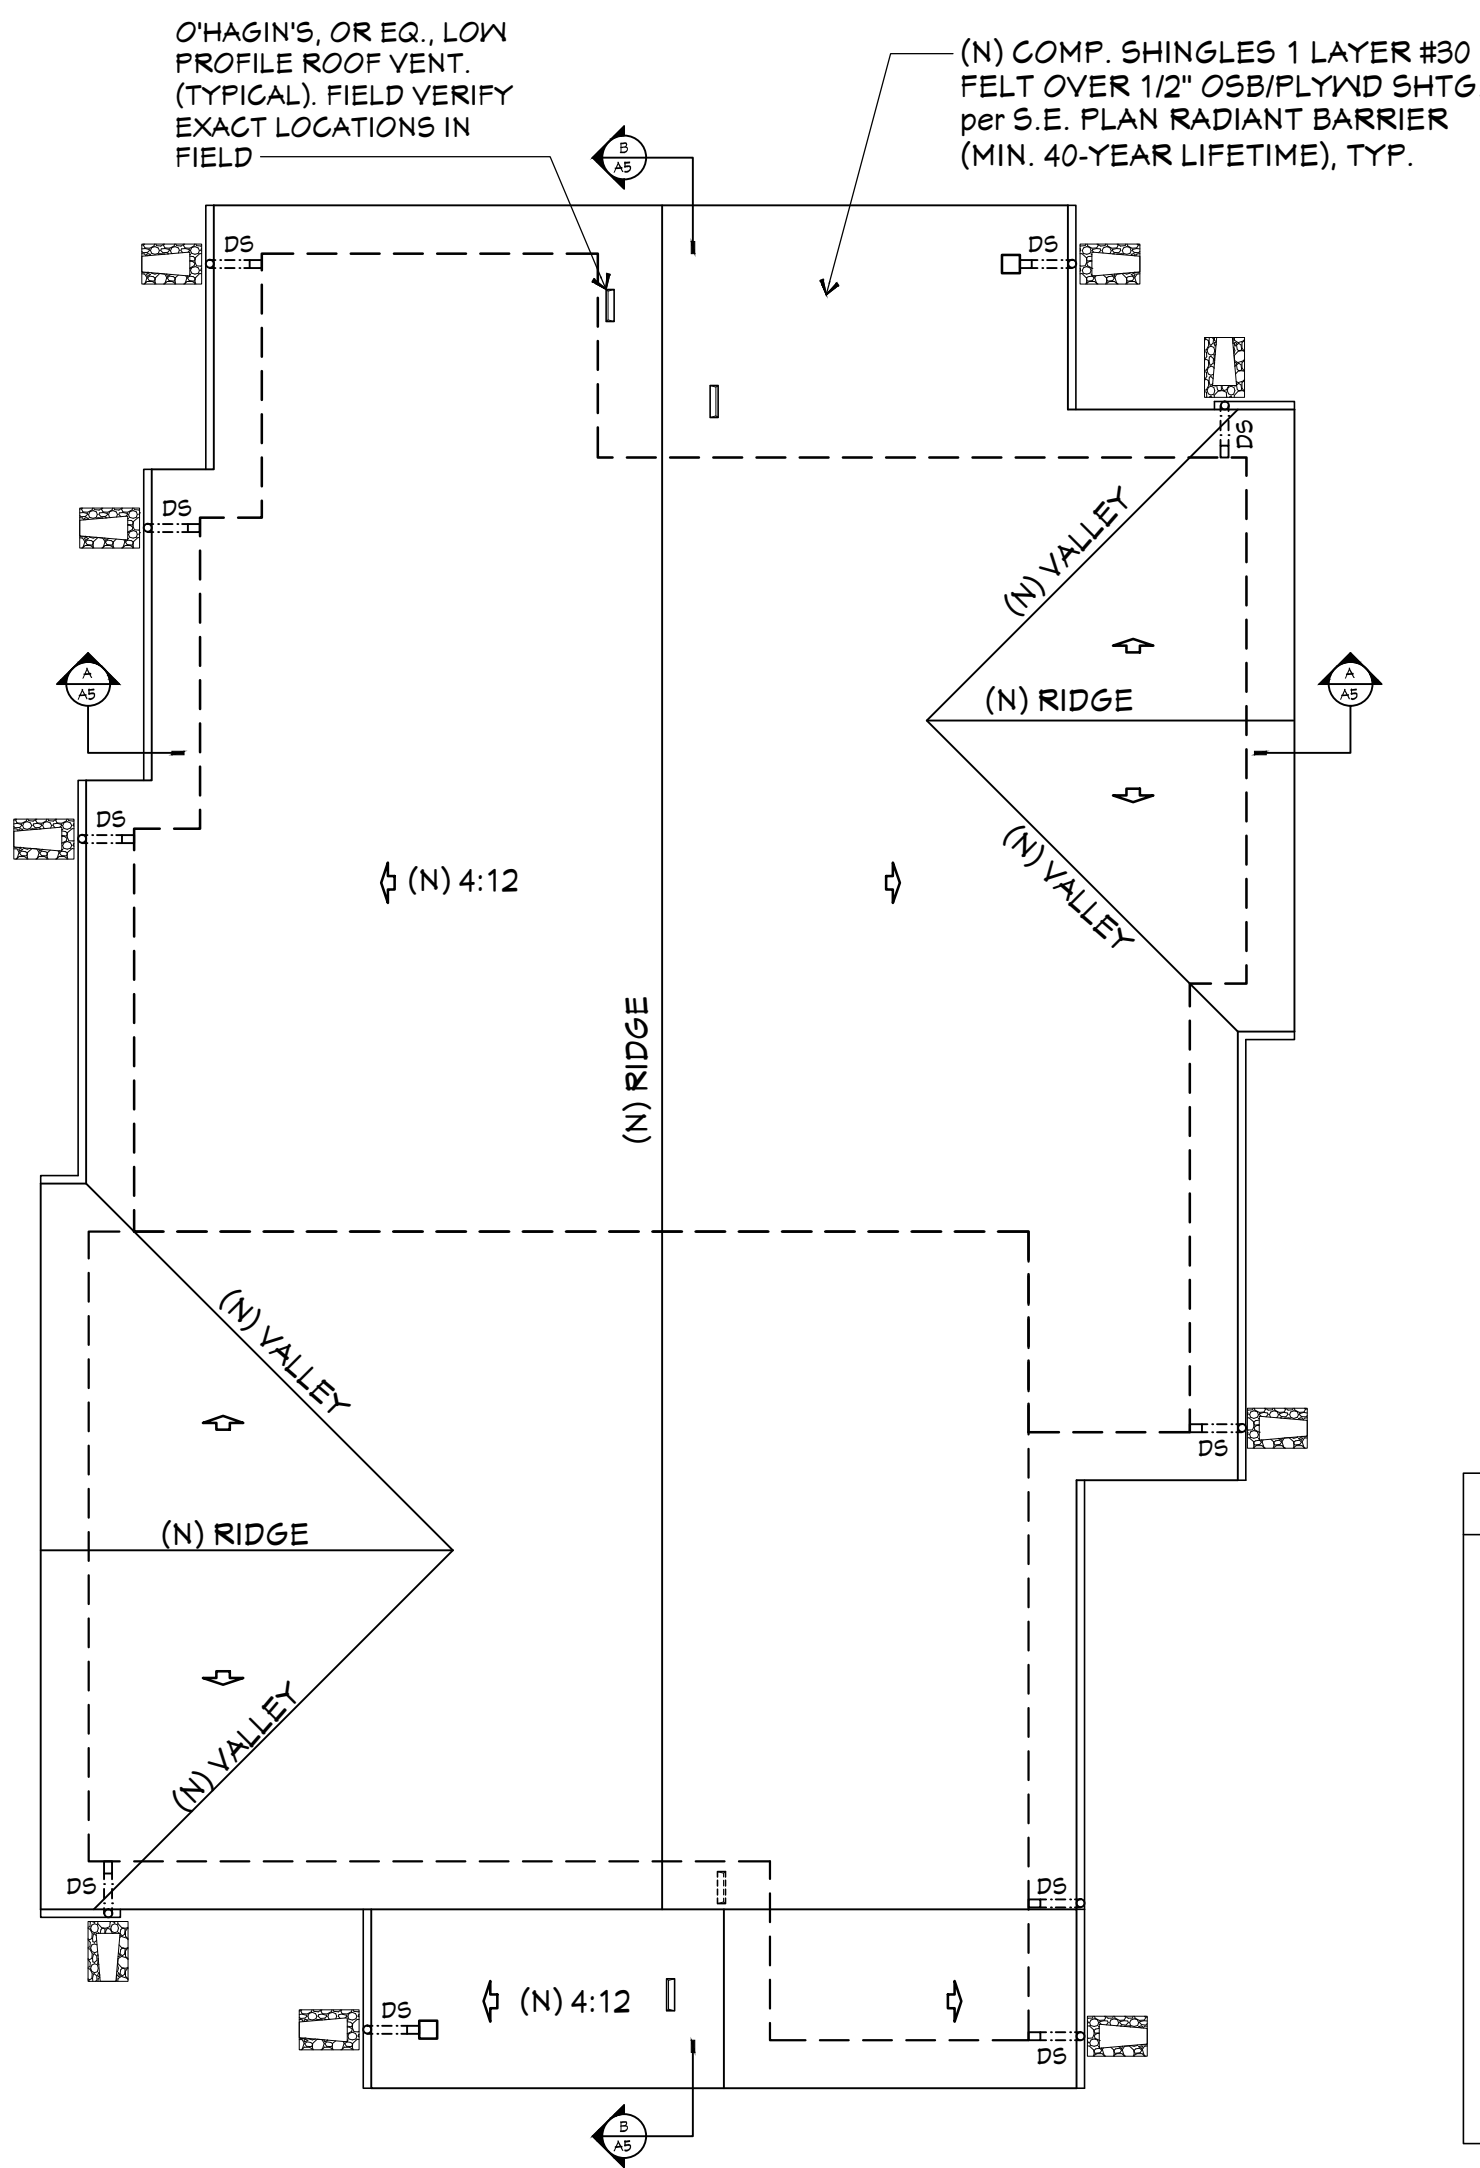 O'HAGIN'S, OR EQ., LOW
PROFILE ROOF VENT.
(TYPICAL). FIELD VERIFY
EXACT LOCATIONS IN
FIELD
(N) COMP. SHINGLES 1 LAYER #30
FELT OVER 1/2" OSB/PLYWD SHTG.
per S.E. PLAN RADIANT BARRIER
(MIN. 40-YEAR LIFETIME), TYP.
B
A5
DS
DS
DS
DS
(N) VALLEY
A
A5
(N) RIDGE
A
A5
DS
(N) VALLEY
(N) 4:12
(N) RIDGE
(N) VALLEY
DS
(N) RIDGE
(N) VALLEY
DS
DS
(N) 4:12
DS
DS
B
A5